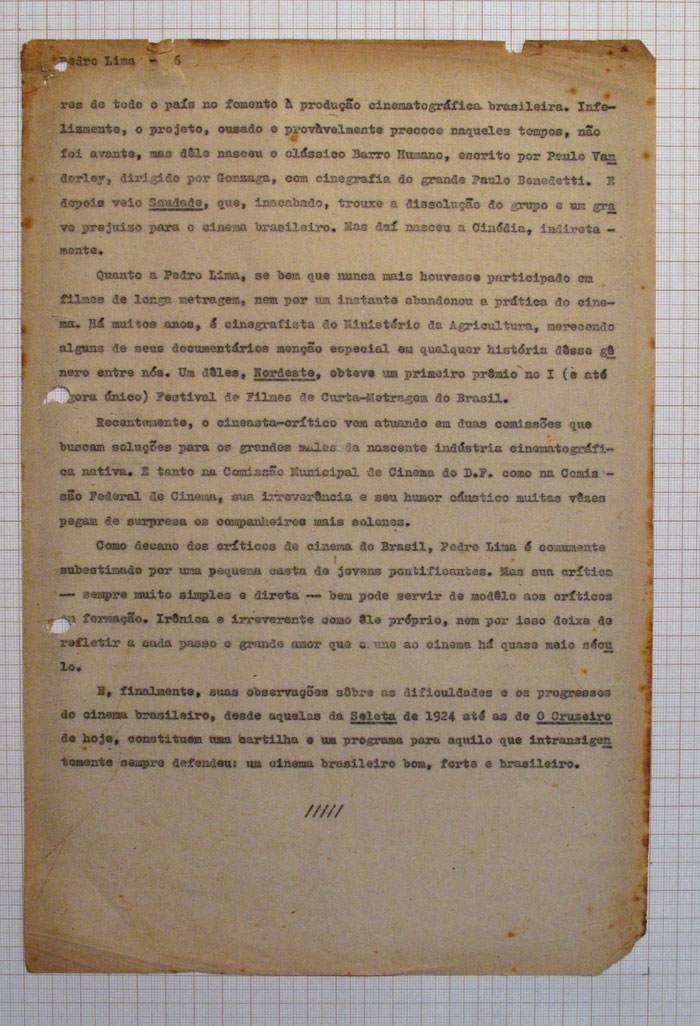 Pedro Lima - 6
res de todo o país no fomento à produção cinematográfica brasileira. Infe-
lizmente, o projeto, ousado e provàvelmente precoce naqueles tempos, não
foi avante, mas dêle nasceu o clássico Barro Humano, escrito por Paulo Van
derley, dirigido por Gonzaga, com cinegrafia do grande Paulo Benedetti. E
depois veio Saudade, que, inacabado, trouxe a dissolução do grupo e um gra
ve prejuizo para o cinema brasileiro. Mas daí nasceu a Cinédia, indireta -
mente.
Quanto a Pedro Lima, se bem que nunca mais houvesse participado em
filmes de longa metragem, nem por um instante abandonou a prática do cine-
ma. Há muitos anos, é cinegrafista do Ministério da Agricultura, merecendo
alguns de seus documentários menção especial em qualquer história dêsse gê
nero entre nós. Um dêles, Nordeste, obteve um primeiro prêmio no I (e até
agora único) Festival de Filmes de Curta-Metragem do Brasil.
Recentemente, o cineasta-crítico vem atuando em duas comissões que
buscam soluções para os grandes males da nascente indústria cinematográfi-
ca nativa. E tanto na Comissão Municipal de Cinema do D.F. como na Comis -
são Federal de Cinema, sua irreverência e seu humor cáustico muitas vêzes
pegam de surpresa os companheiros mais solenes.
Como decano dos críticos de cinema do Brasil, Pedro Lima é comumente
subestimado por uma pequena casta de jovens pontificantes. Mas sua crítica
— sempre muito simples e direta — bem pode servir de modêlo aos críticos
em formação. Irônica e irreverente como êle próprio, nem por isso deixa de
refletir a cada passo o grande amor que o une ao cinema há quase meio sécu
lo.
E, finalmente, suas observações sôbre as dificuldades e os progressos
do cinema brasileiro, desde aquelas da Seleta de 1924 até as de O Cruzeiro
de hoje, constituem uma cartilha e um programa para aquilo que intransigen
temente sempre defendeu: um cinema brasileiro bom, forte e brasileiro.
/////